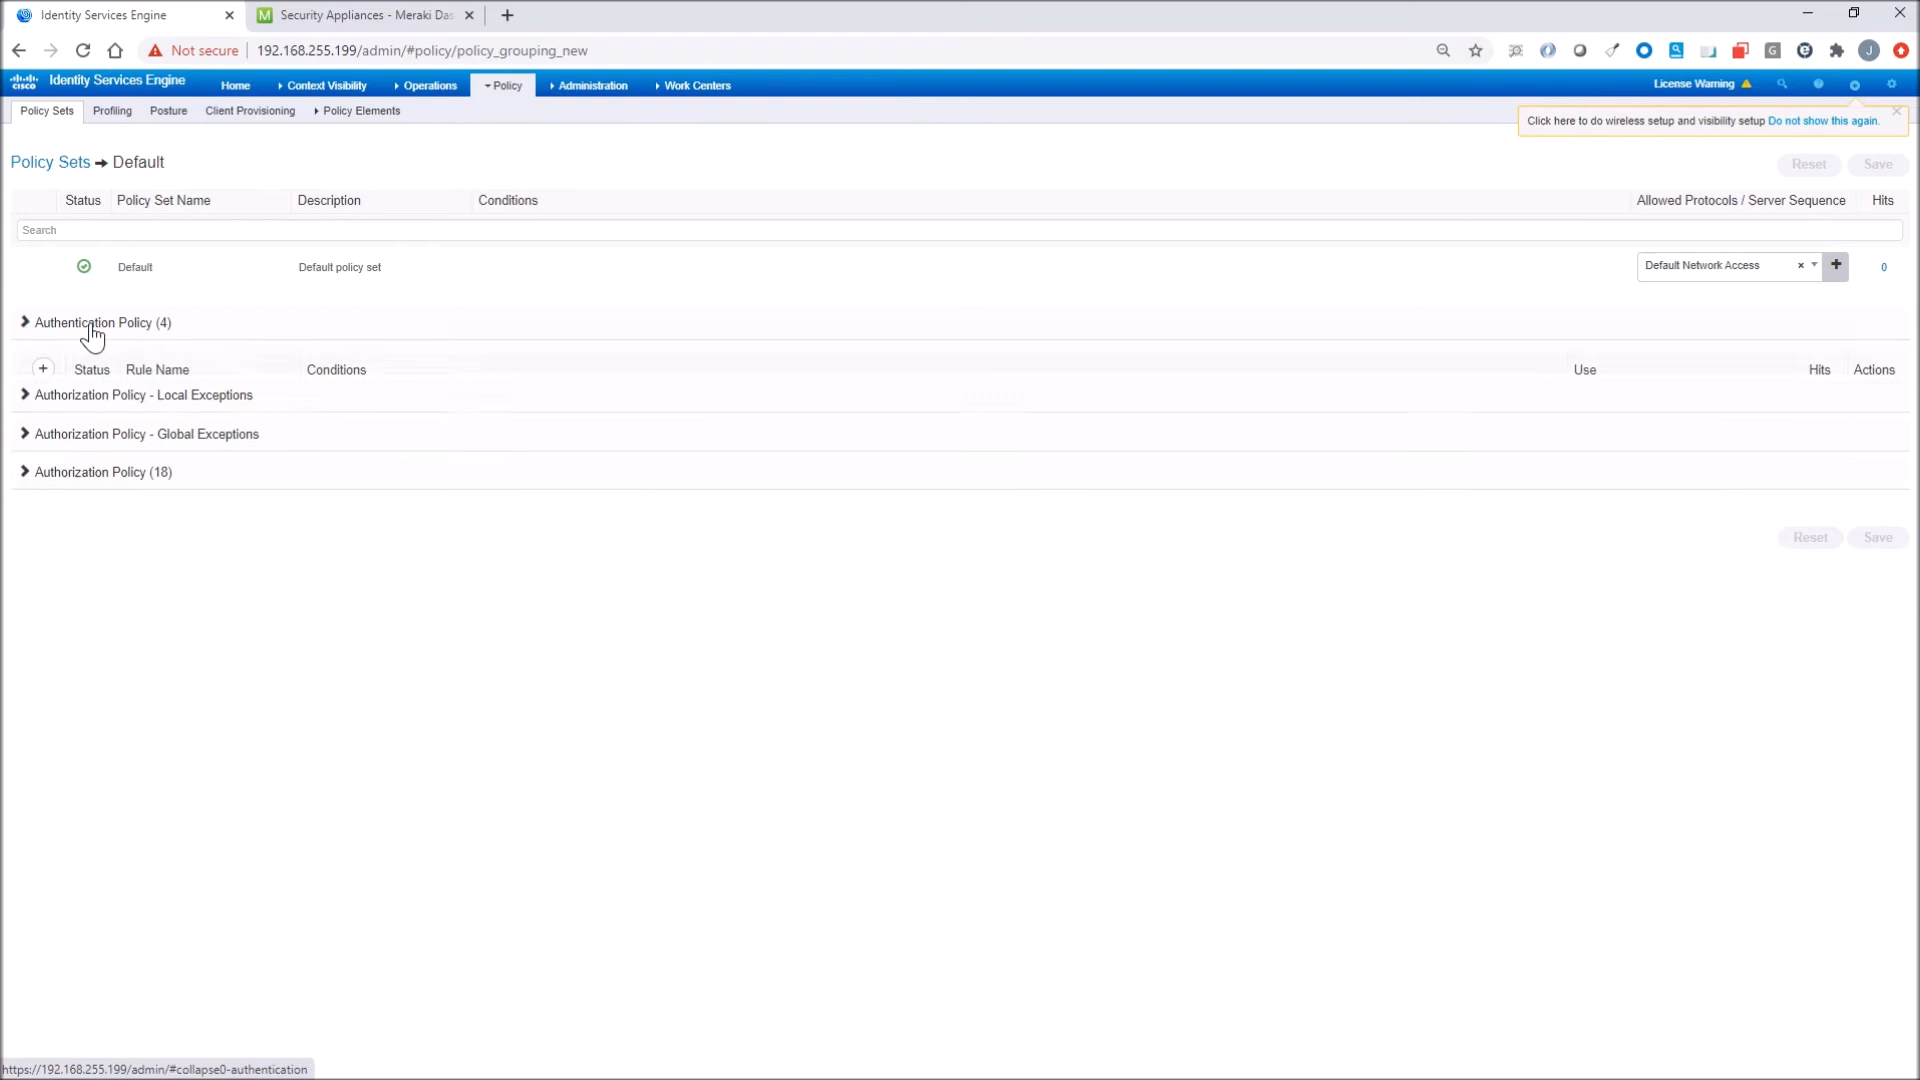 Identity Services Engine
Security Appliances - Meraki Das
Not secure
192.168.255.199/admin/#policy/policy_grouping_new
G
J
cisco
Identity Services Engine
Home
Context Visibility
Operations
Policy
Administration
Work Centers
License Warning
Policy Sets
Profiling
Posture
Client Provisioning
Policy Elements
Click here to do wireless setup and visibility setup Do not show this again.
Policy Sets → Default
Reset
Save
Status
Policy Set Name
Description
Conditions
Allowed Protocols / Server Sequence
Hits
Search
Default
Default policy set
Default Network Access
0
Authentication Policy (4)
+ Status
Rule Name
Conditions
Use
Hits
Actions
Authorization Policy - Local Exceptions
Authorization Policy - Global Exceptions
Authorization Policy (18)
Reset
Save
https://192.168.255.199/admin/#collapse0-authentication